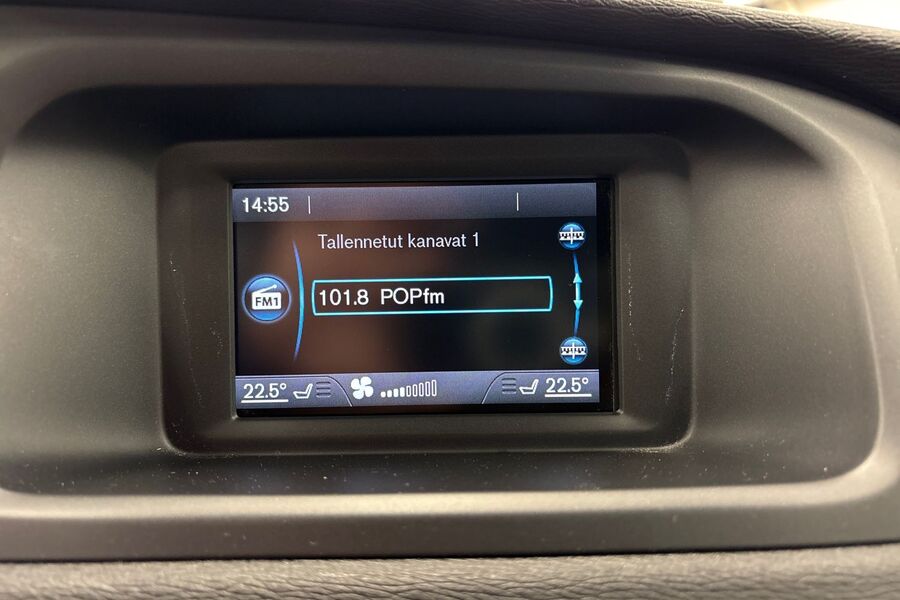 14:55
Tallennetut kanavat 1
FM1
101.8 POPfm
22.5° 22.5°